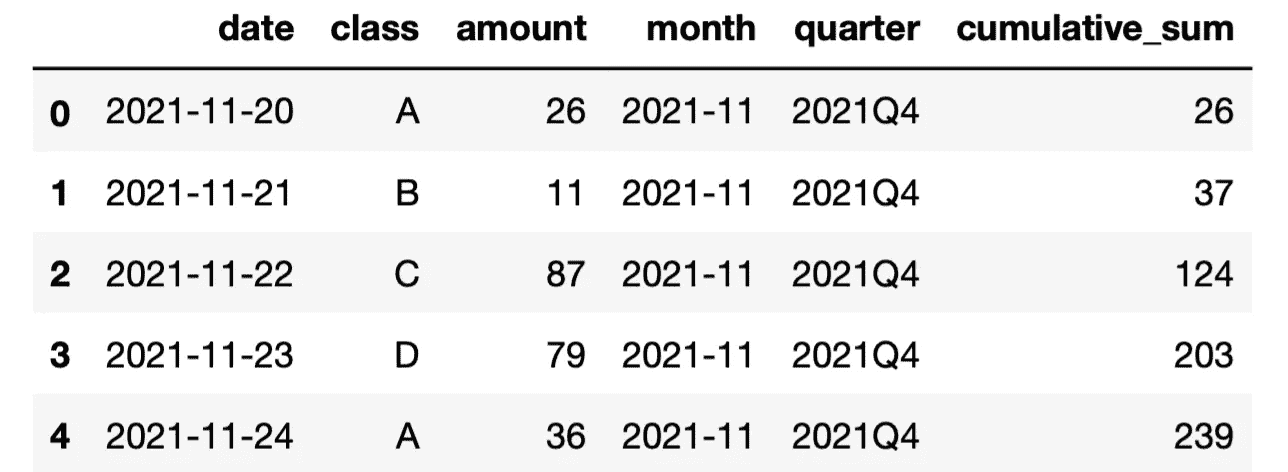 date class amount month quarter cumulative_sum
0 2021-11-20 A 26 2021-11 2021Q4 26
1 2021-11-21 B 11 2021-11 2021Q4 37
2 2021-11-22 C 87 2021-11 2021Q4 124
3 2021-11-23 D 79 2021-11 2021Q4 203
4 2021-11-24 A 36 2021-11 2021Q4 239